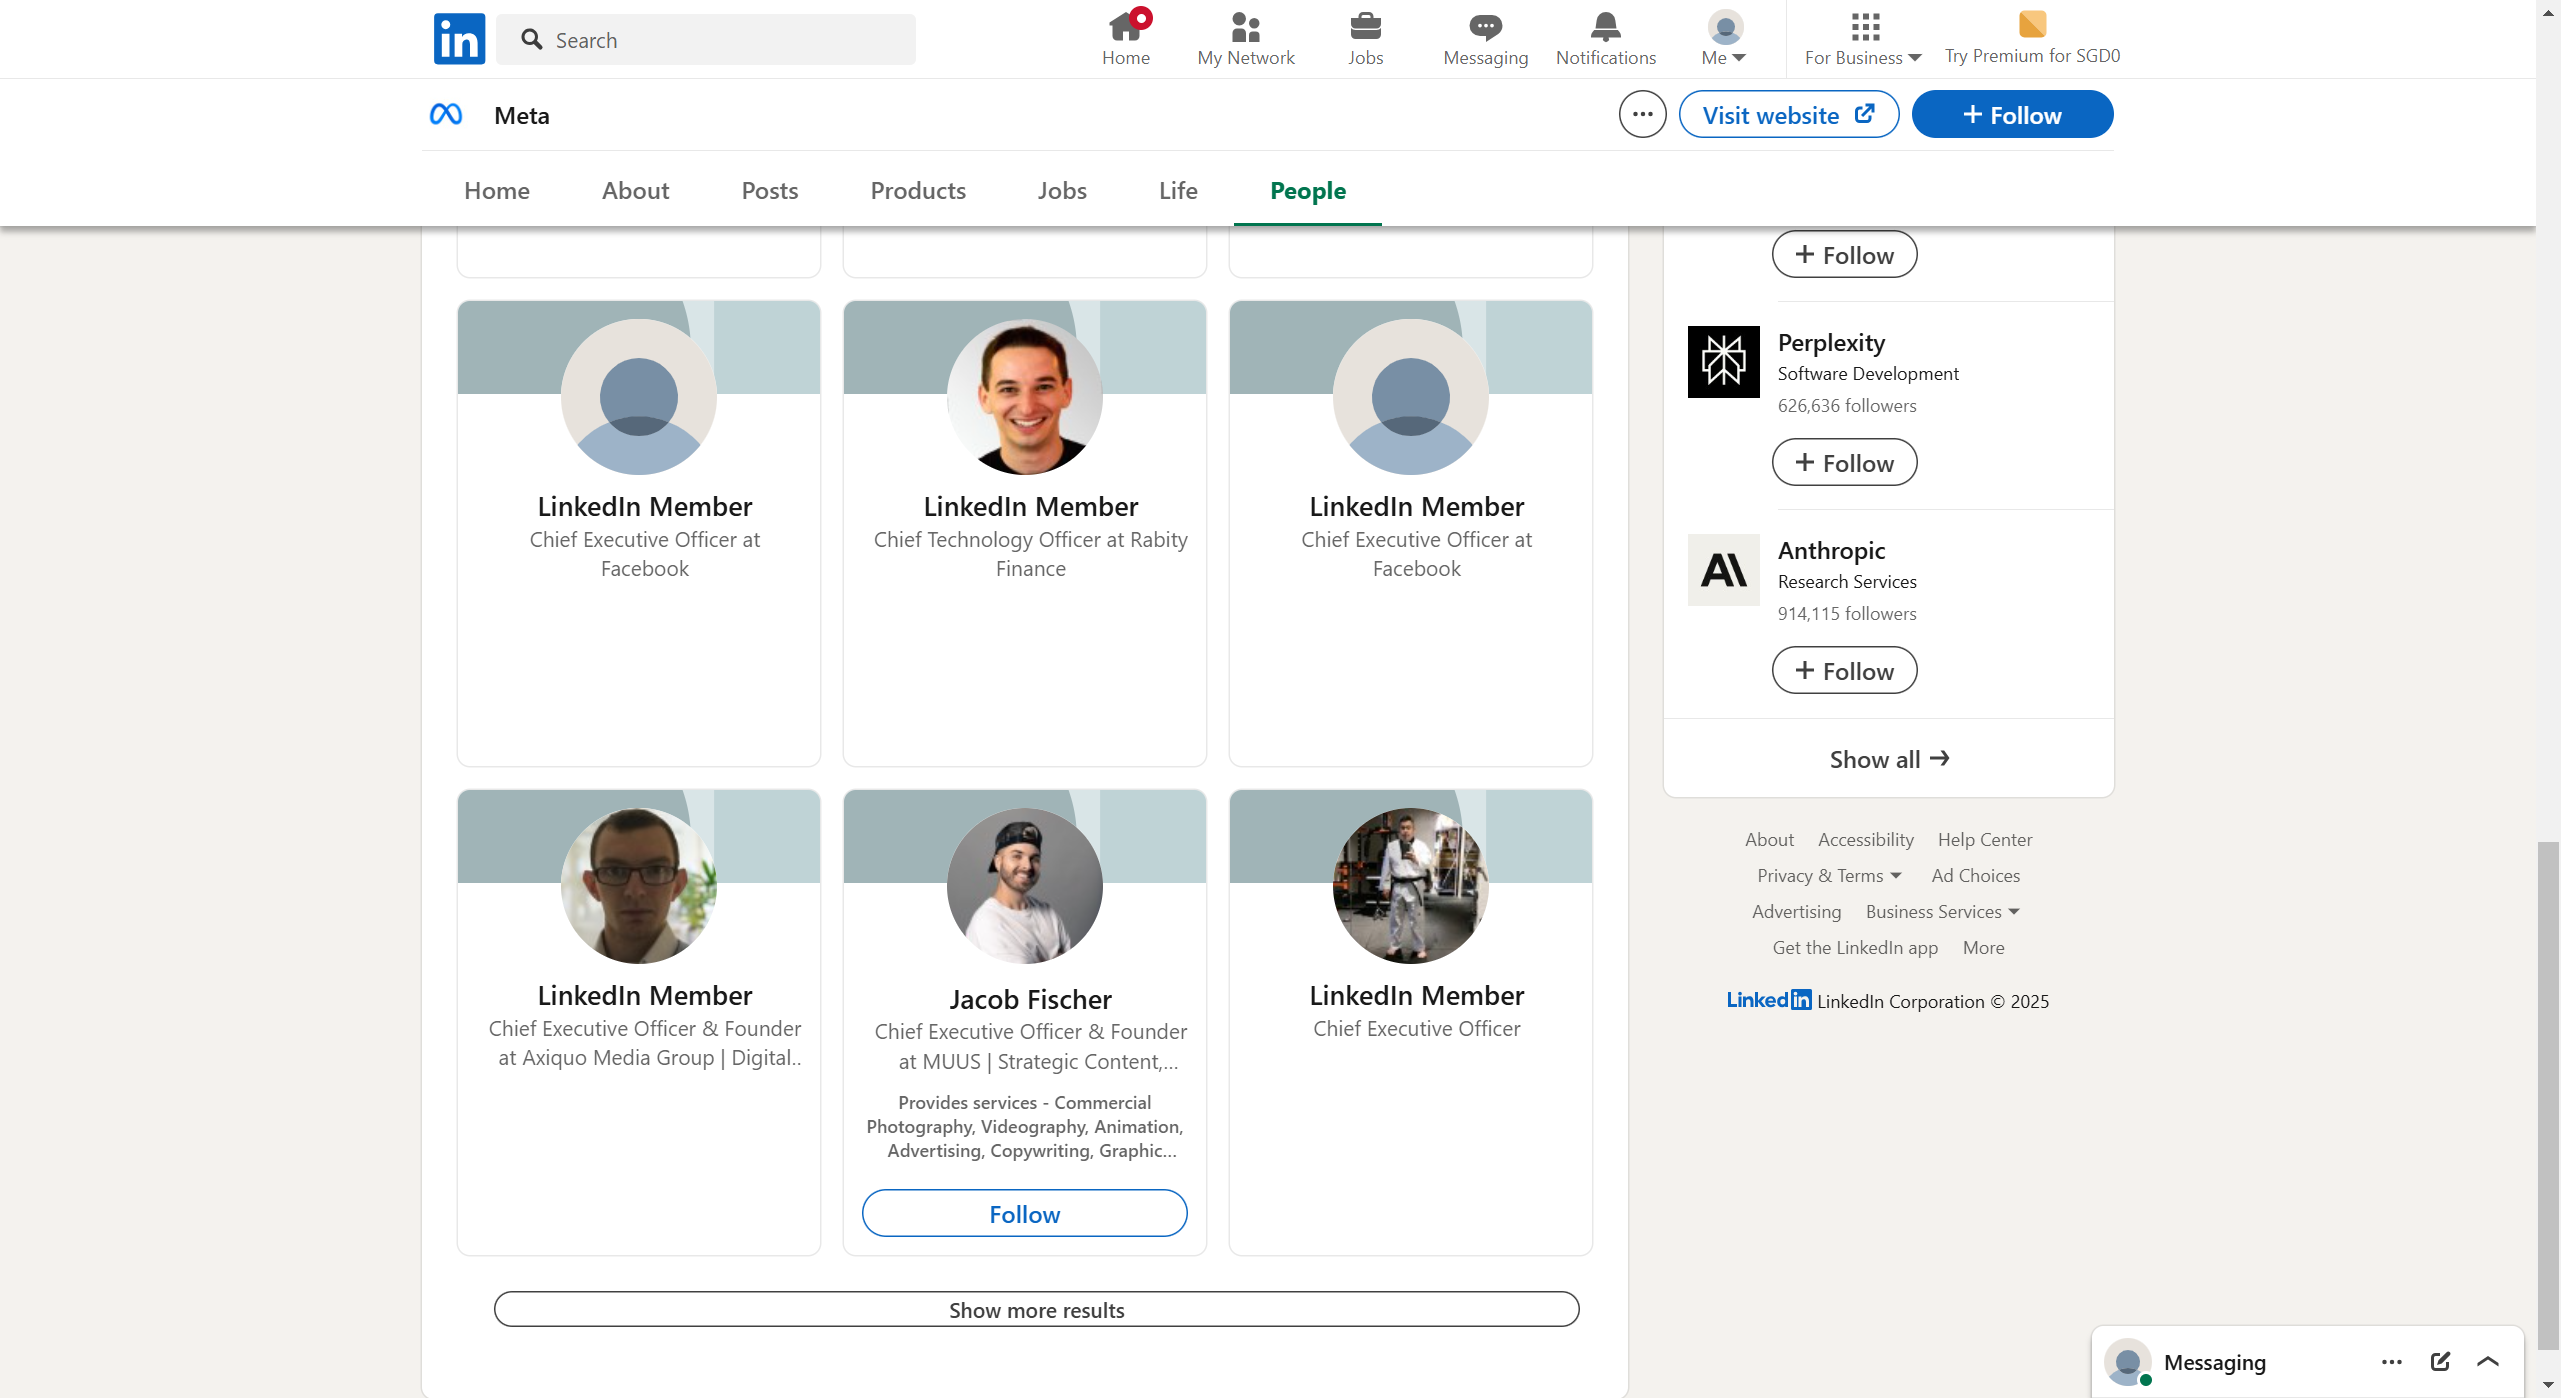 in
Search
Home
My Network
Jobs
Messaging
Notifications
Me
For Business
Try Premium for SGD0
Meta
Visit website
+ Follow
Home
About
Posts
Products
Jobs
Life
People
+ Follow
LinkedIn Member
Chief Executive Officer at
Facebook
LinkedIn Member
Chief Technology Officer at Rabity
Finance
LinkedIn Member
Chief Executive Officer at
Facebook
Perplexity
Software Development
626,636 followers
+ Follow
Anthropic
Research Services
914,115 followers
+ Follow
Show all →
LinkedIn Member
Chief Executive Officer & Founder
at Axiquo Media Group | Digital..
Jacob Fischer
Chief Executive Officer & Founder
at MUUS | Strategic Content,...
Provides services - Commercial
Photography, Videography, Animation,
Advertising, Copywriting, Graphic...
Follow
LinkedIn Member
Chief Executive Officer
Show more results
About Accessibility Help Center
Privacy & Terms Ad Choices
Advertising Business Services
Get the LinkedIn app More
LinkedIn LinkedIn Corporation © 2025
Messaging